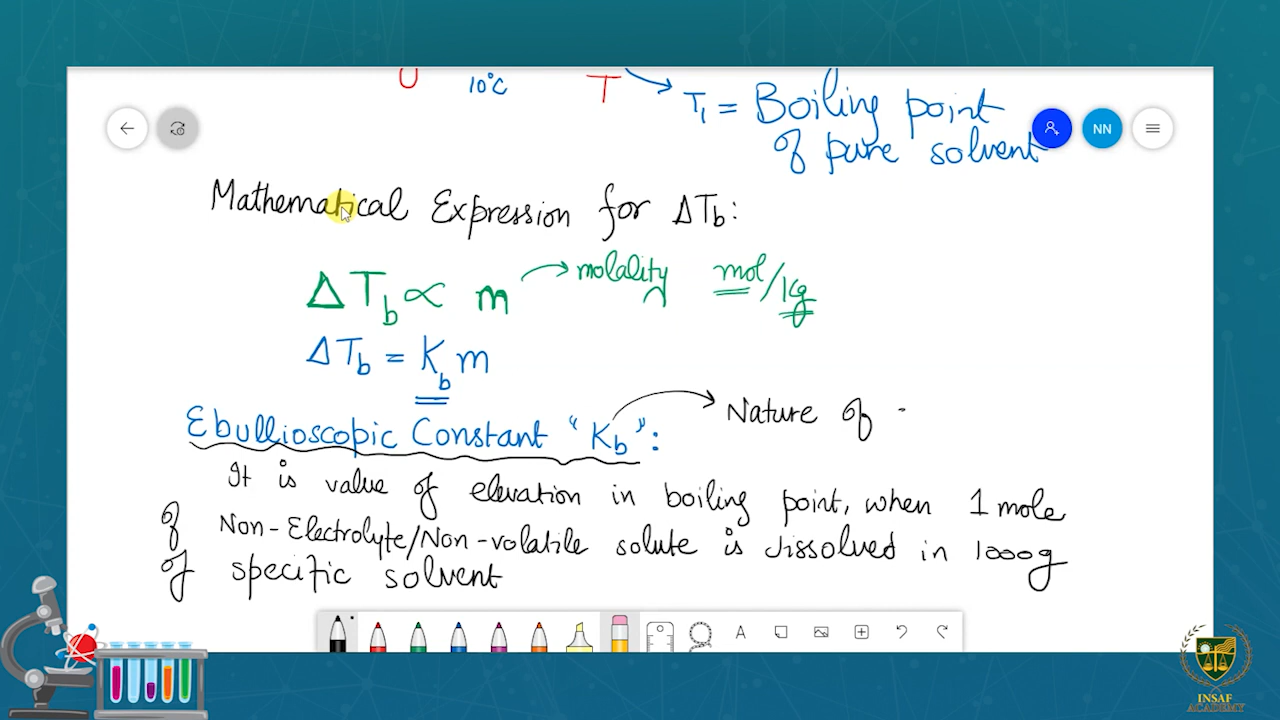 U 10°C T
T₁ = Boiling point
of pure solvent
NN
Mathematical Expression for ΔTb:
ΔTb ∝ m → molality mol/Kg
ΔTb = Kb m
Ebullioscopic Constant "Kb": → Nature of
It is value of elevation in boiling point, when 1 mole
of Non-Electrolyte/Non-volatile solute is dissolved in 1000g
of specific solvent
A
INSAF
ACADEMY